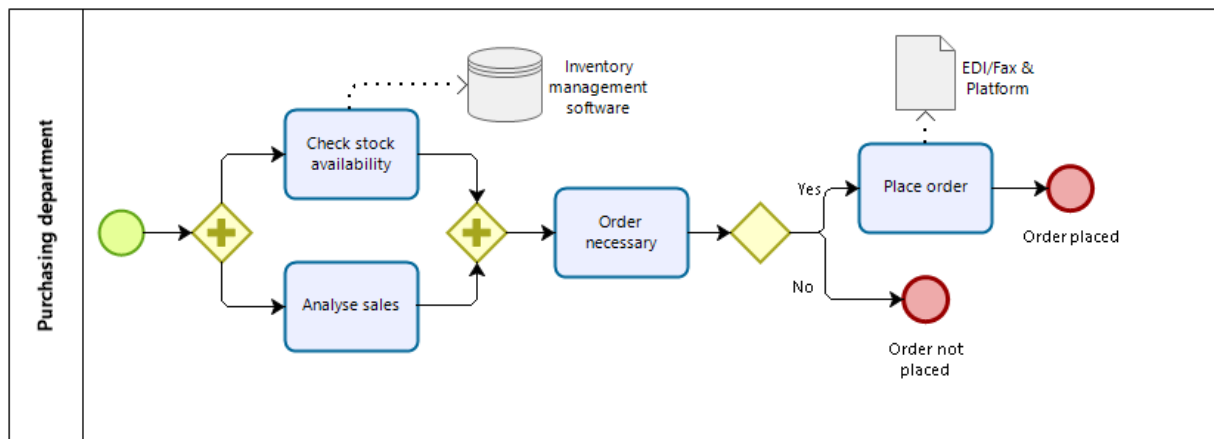 Purchasing department
Inventory
management
software
Check stock
availability
Analyse sales
Order
necessary
Yes
No
EDI/Fax &
Platform
Place order
Order placed
Order not
placed